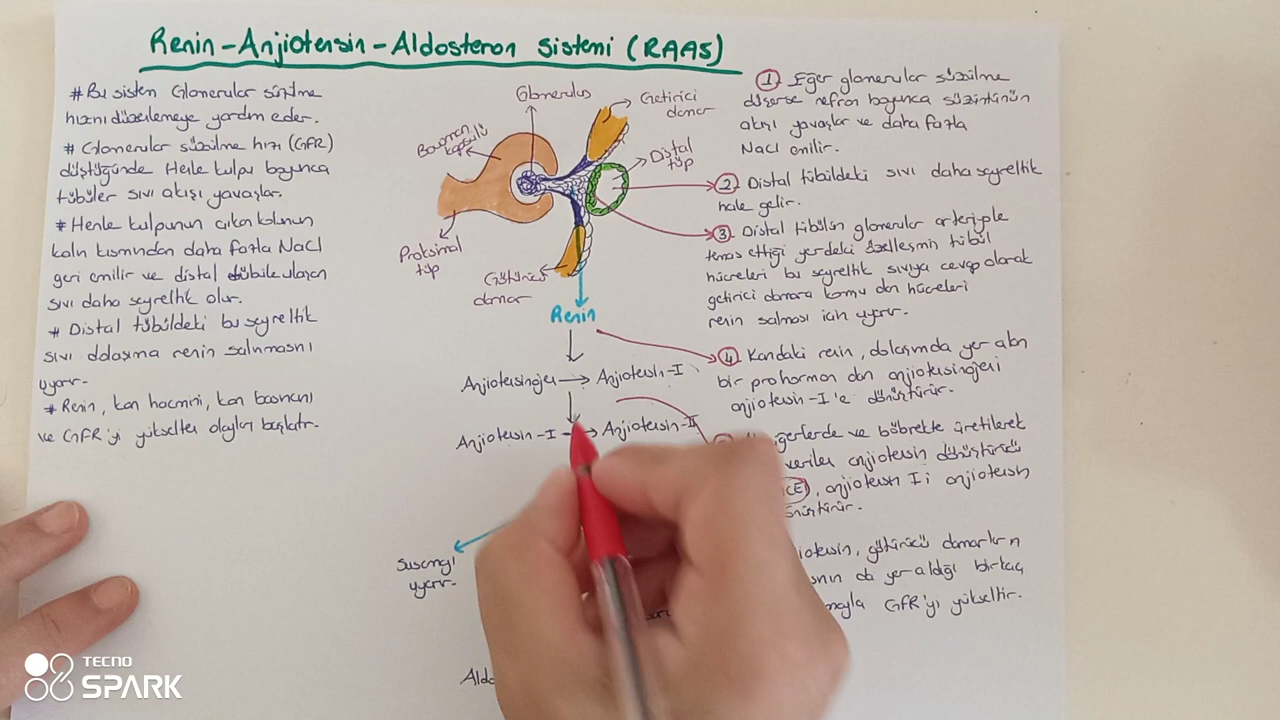 Renin-Anjiotensin-Aldosteron Sistemi (RAAS)
# Bu sistem Glomerular süzülme
hızını düzenlemeye yardım eder.
# Glomerular süzülme hızı (GFR)
düştüğünde Henle kulpu boyunca
tübüler sıvı akışı yavaşlar.
# Henle kulpunun çıkan kolunun
kalın kısmından daha fazla NaCl
geri emilir ve distal tübüle ulaşan
sıvı daha seyreltik olur.
# Distal tübüldeki bu seyreltik
sıvı dolaşıma renin salınmasını
uyarır.
# Renin, kan hacmini, kan basıncını
ve GFR'yi yükselten olayları başlatır.
Glomerulus
Getirici
damar
Bowman
kapsülü
Distal
tüp
Proksimal
tüp
Götürücü
damar
Renin
Anjiotensinojen → Anjiotensin-I
Anjiotensin-I → Anjiotensin-II
Susamayı
uyarır.
Aldo
1 Eğer glomerular süzülme
düşerse nefron boyunca süzüntünün
akışı yavaşlar ve daha fazla
NaCl emilir.
2 Distal tübüldeki sıvı daha seyreltik
hale gelir.
3 Distal tübülün glomerular arteriyole
temas ettiği yerdeki özelleşmiş tübül
hücreleri bu seyreltik sıvıya cevap olarak
getirici damara komşu olan hücreleri
renin salması için uyarır.
4 Kandaki renin, dolaşımda yer alan
bir prohormon olan anjiotensinojeni
anjiotensin-I'e dönüştürür.
ciğerlerde ve böbrekte üretilerek
verilen anjiotensin dönüştürücü
CE), anjiotensin I'i anjiotensin
nüştürür.
iotensin, götürücü damarların
sının da yer aldığı birkaç
mayla GFR'yi yükseltir.
TECNO
SPARK